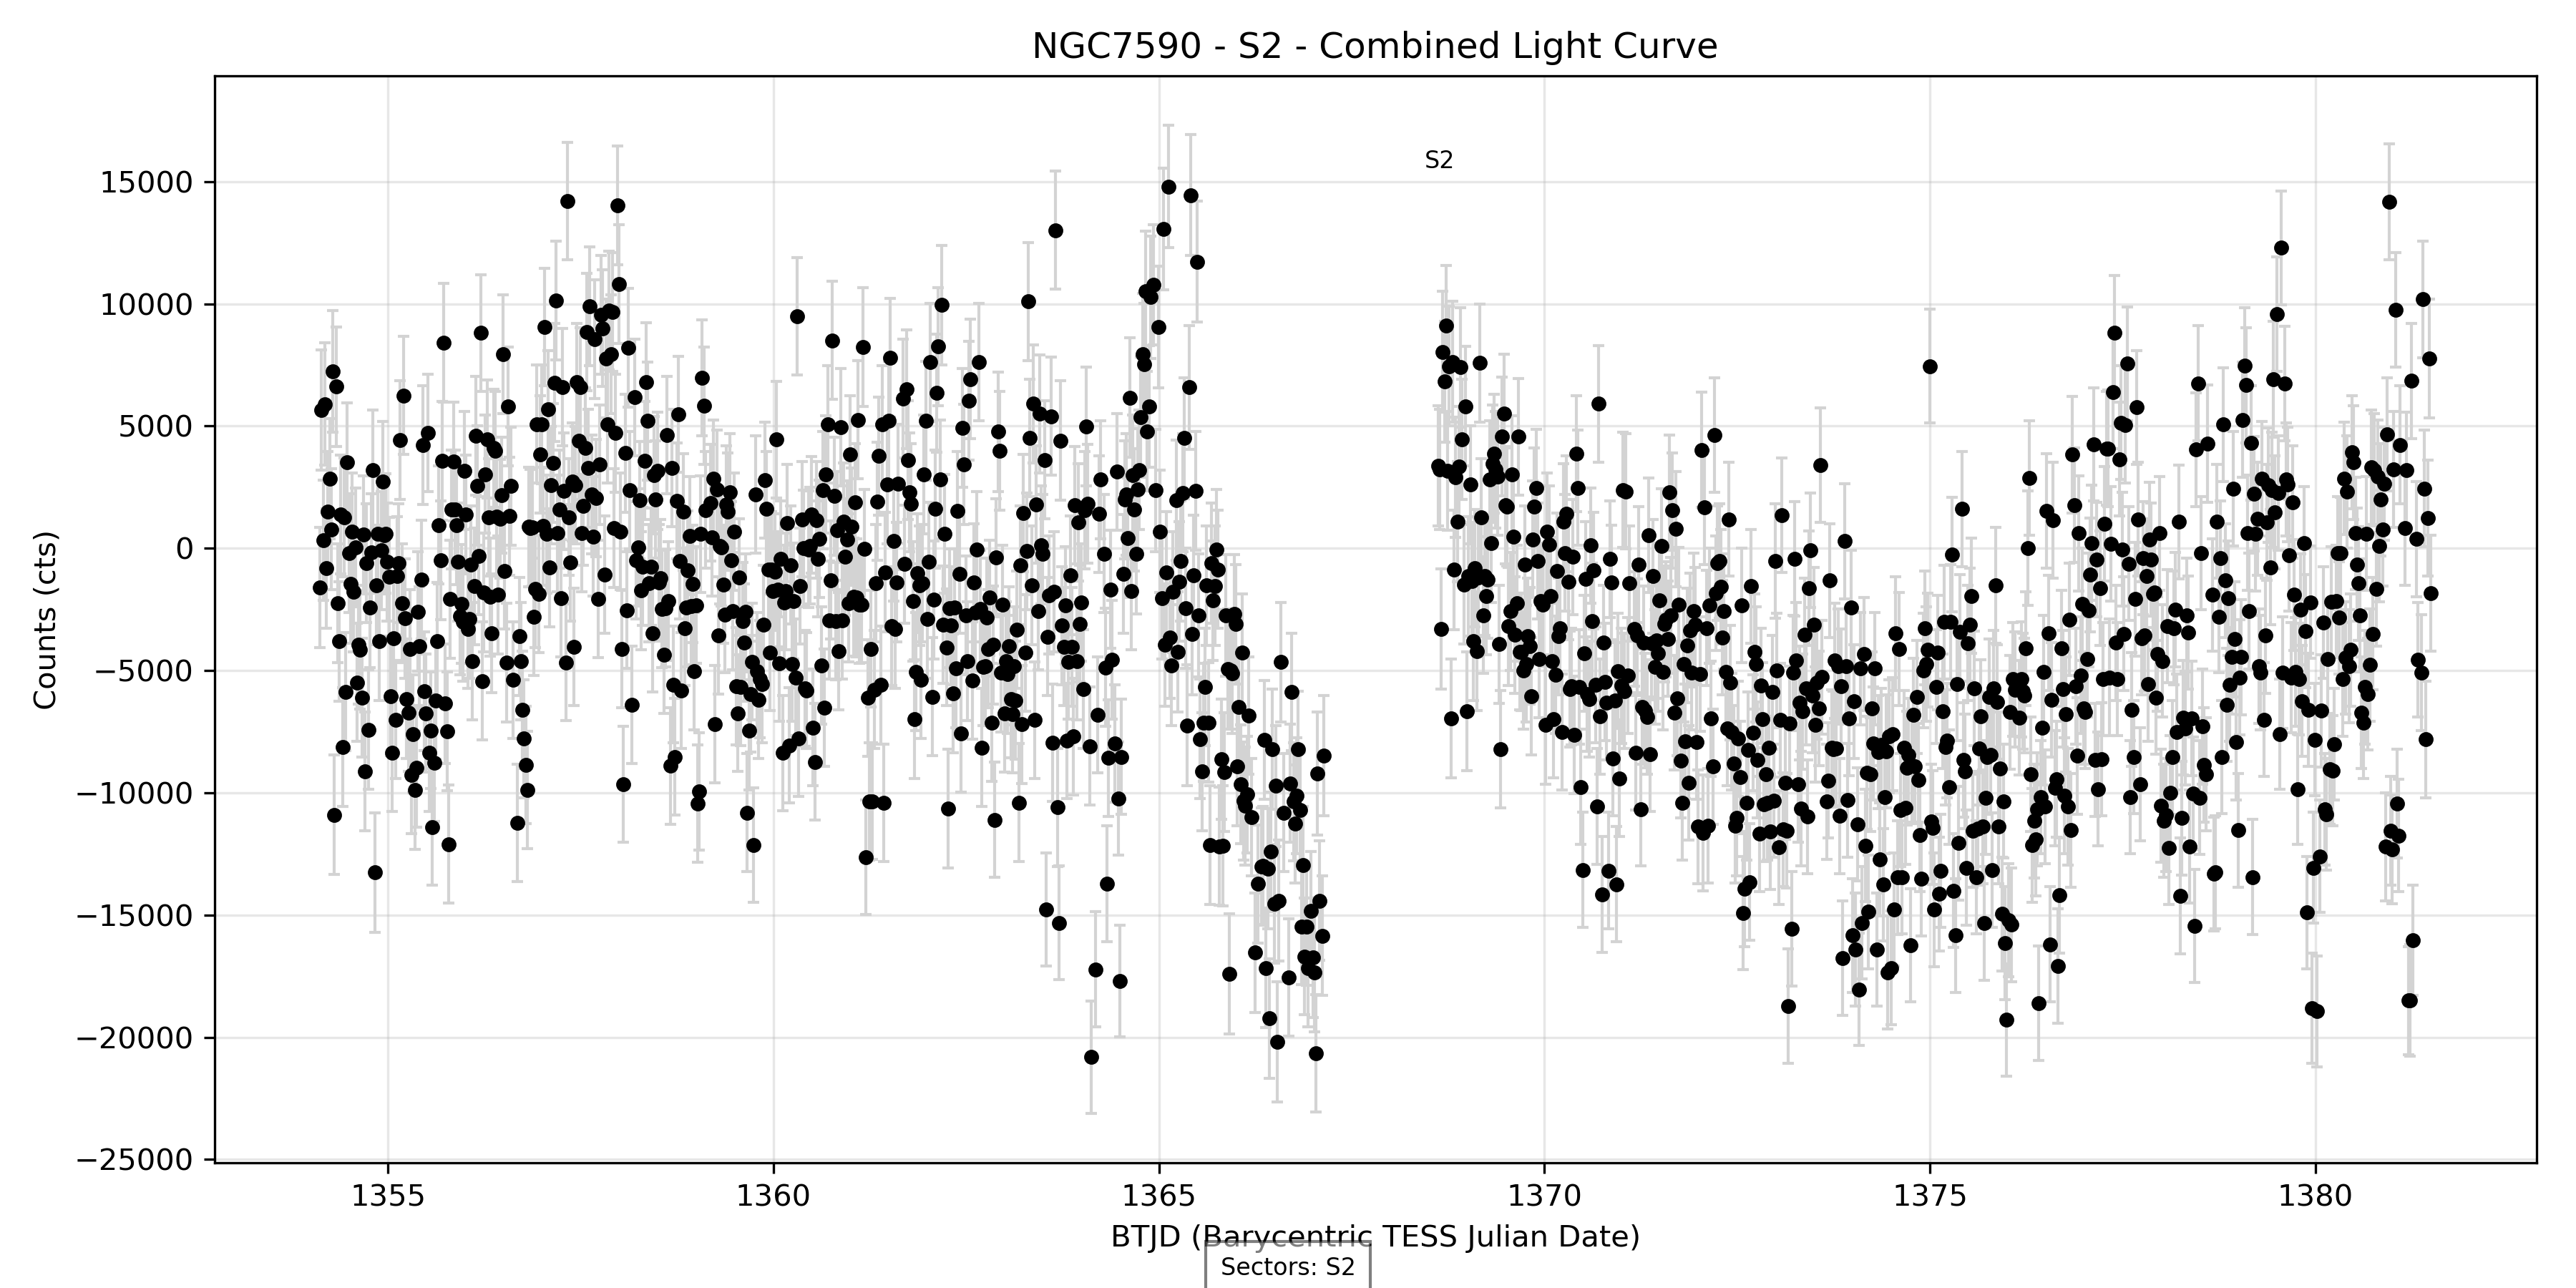 NGC7590 - S2 - Combined Light Curve
S2
15000
10000
5000
0
−5000
−10000
−15000
−20000
−25000
Counts (cts)
1355 1360 1365 1370 1375 1380
BTJD (Barycentric TESS Julian Date)
Sectors: S2